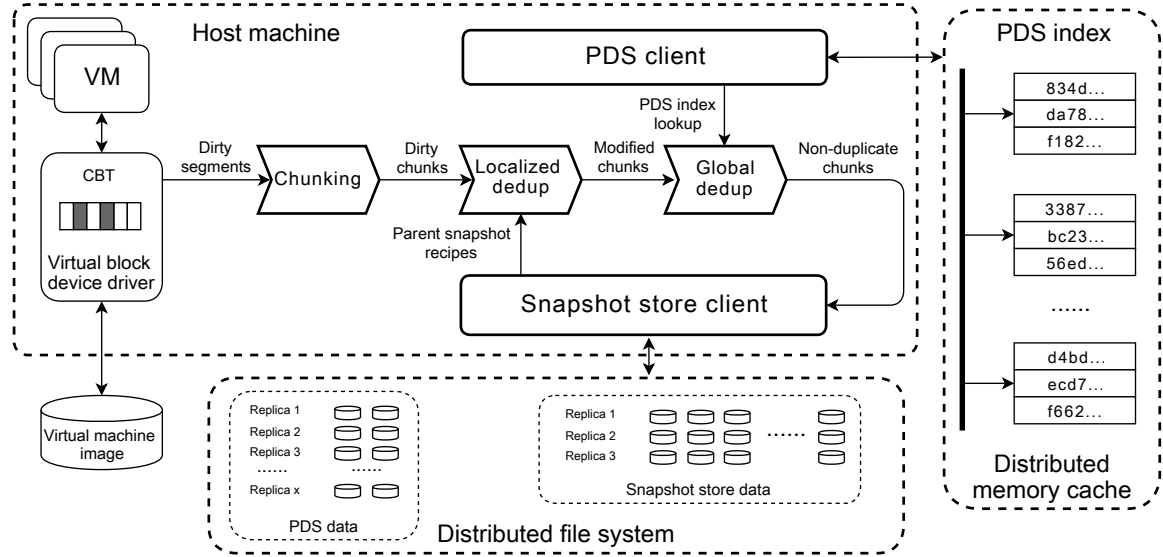 Host machine
VM
CBT
Virtual block
device driver
Virtual machine
image
Dirty
segments
Chunking
Dirty
chunks
Localized
dedup
Modified
chunks
Global
dedup
Non-duplicate
chunks
PDS client
PDS index
lookup
Parent snapshot
recipes
Snapshot store client
PDS index
834d...
da78...
f182...
3387...
bc23...
56ed...
......
d4bd...
ecd7...
f662...
Distributed
memory cache
Replica 1
Replica 2
Replica 3
......
......
Replica x
PDS data
Replica 1
Replica 2
......
Replica 3
Snapshot store data
Distributed file system